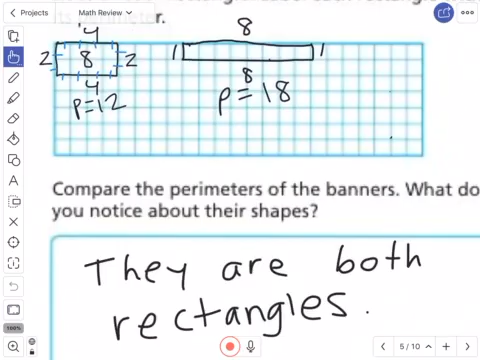 Projects Math Review
perimeter.
4 8
2 8 2 1 1
4 8
p=12 p=18
Compare the perimeters of the banners. What do
you notice about their shapes?
They are both
rectangles.
100% 5/10